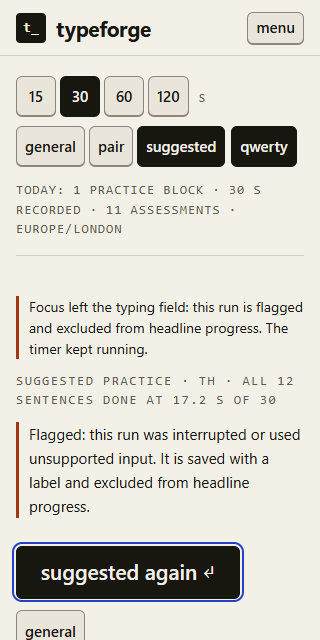 t_ typeforge menu
15 30 60 120 s
general pair suggested qwerty
TODAY: 1 PRACTICE BLOCK · 30 S
RECORDED · 11 ASSESSMENTS ·
EUROPE/LONDON
Focus left the typing field: this run is flagged
and excluded from headline progress. The
timer kept running.
SUGGESTED PRACTICE · TH · ALL 12
SENTENCES DONE AT 17.2 S OF 30
Flagged: this run was interrupted or used
unsupported input. It is saved with a
label and excluded from headline
progress.
suggested again ↵
general